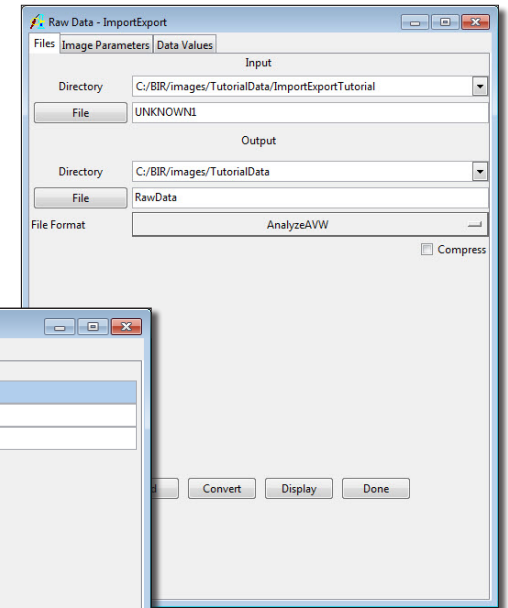 Raw Data - ImportExport
Files Image Parameters Data Values
Input
Directory C:/BIR/images/TutorialData/ImportExportTutorial
File UNKNOWN1
Output
Directory C:/BIR/images/TutorialData
File RawData
File Format AnalyzeAVW
Compress
Convert Display Done